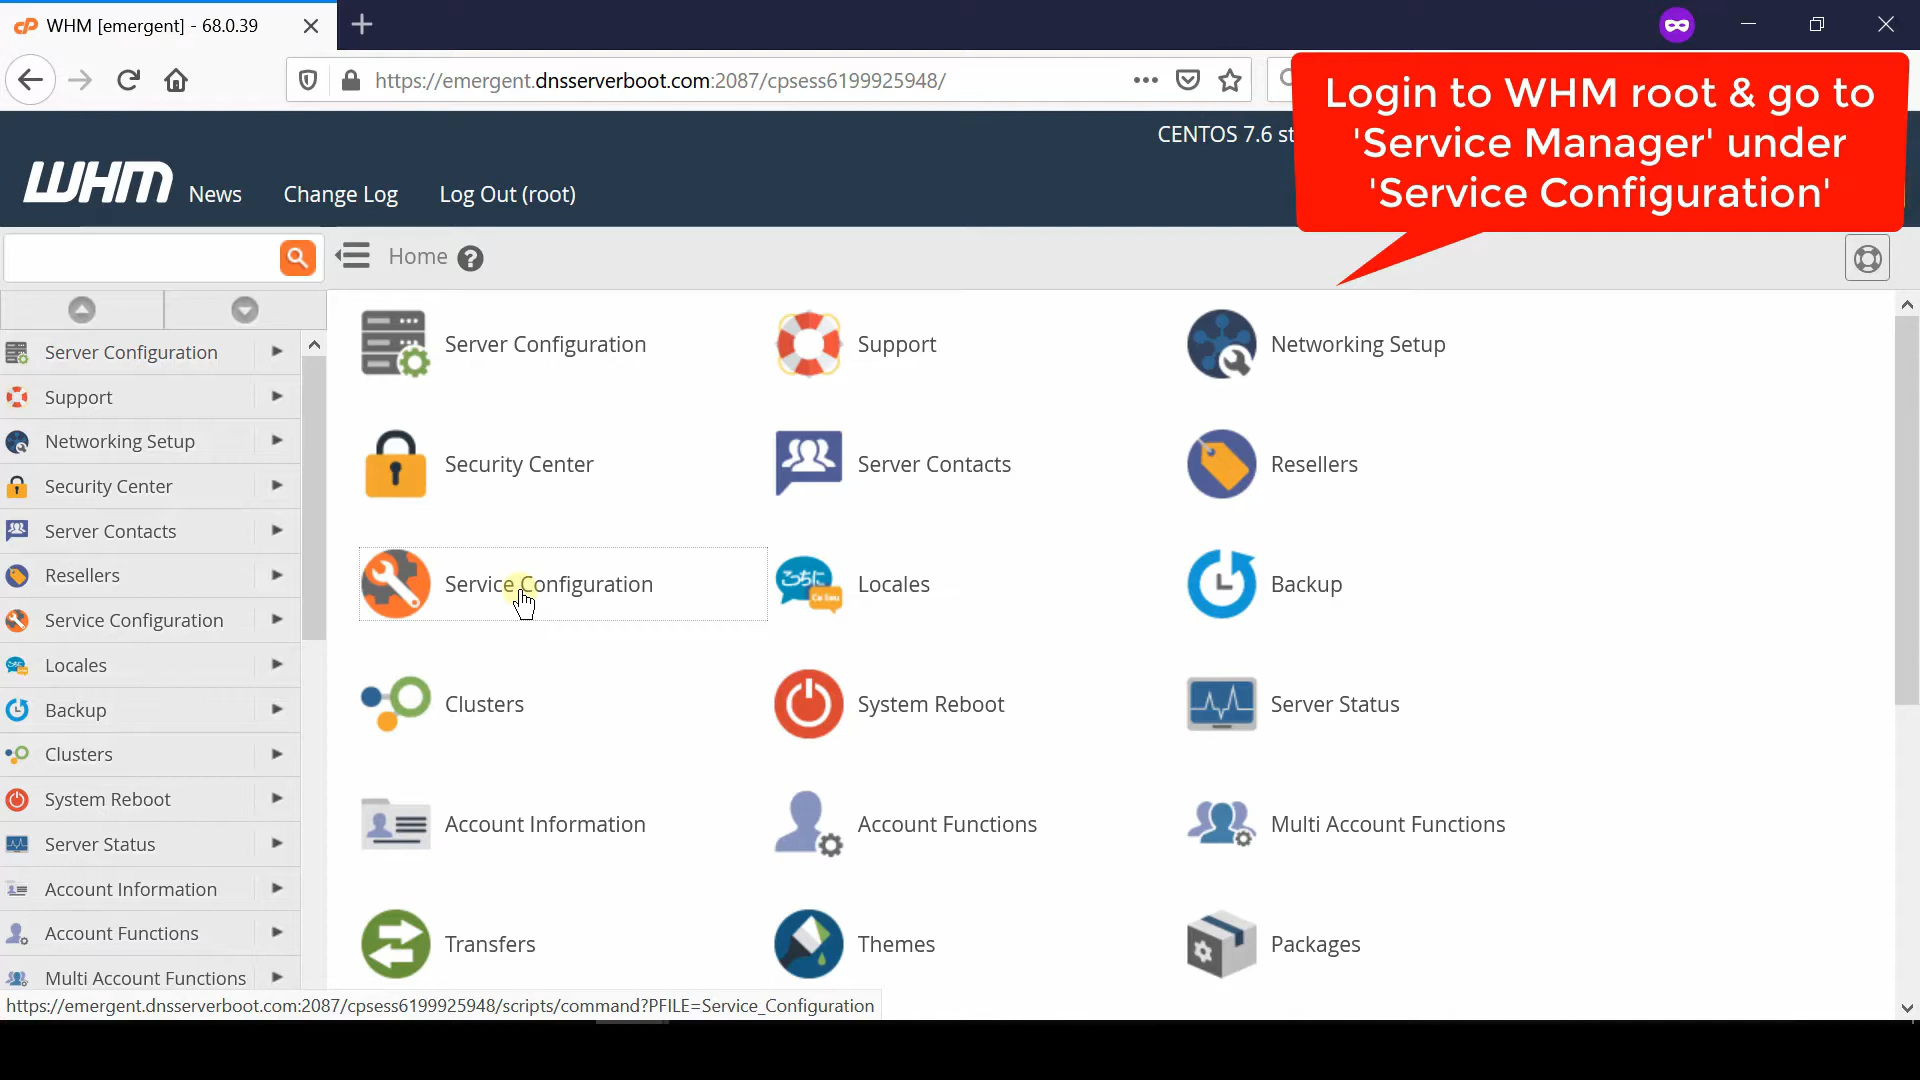 WHM [emergent] - 68.0.39
https://emergent.dnsserverboot.com:2087/cpsess6199925948/
Login to WHM root & go to
'Service Manager' under
'Service Configuration'
CENTOS 7.6 st
WHM
News
Change Log
Log Out (root)
Home
Server Configuration
Support
Networking Setup
Security Center
Server Contacts
Resellers
Service Configuration
Locales
Backup
Clusters
System Reboot
Server Status
Account Information
Account Functions
Multi Account Functions
Server Configuration
Support
Networking Setup
Security Center
Server Contacts
Resellers
Service Configuration
Locales
Backup
Clusters
System Reboot
Server Status
Account Information
Account Functions
Multi Account Functions
Transfers
Themes
Packages
https://emergent.dnsserverboot.com:2087/cpsess6199925948/scripts/command?PFILE=Service_Configuration